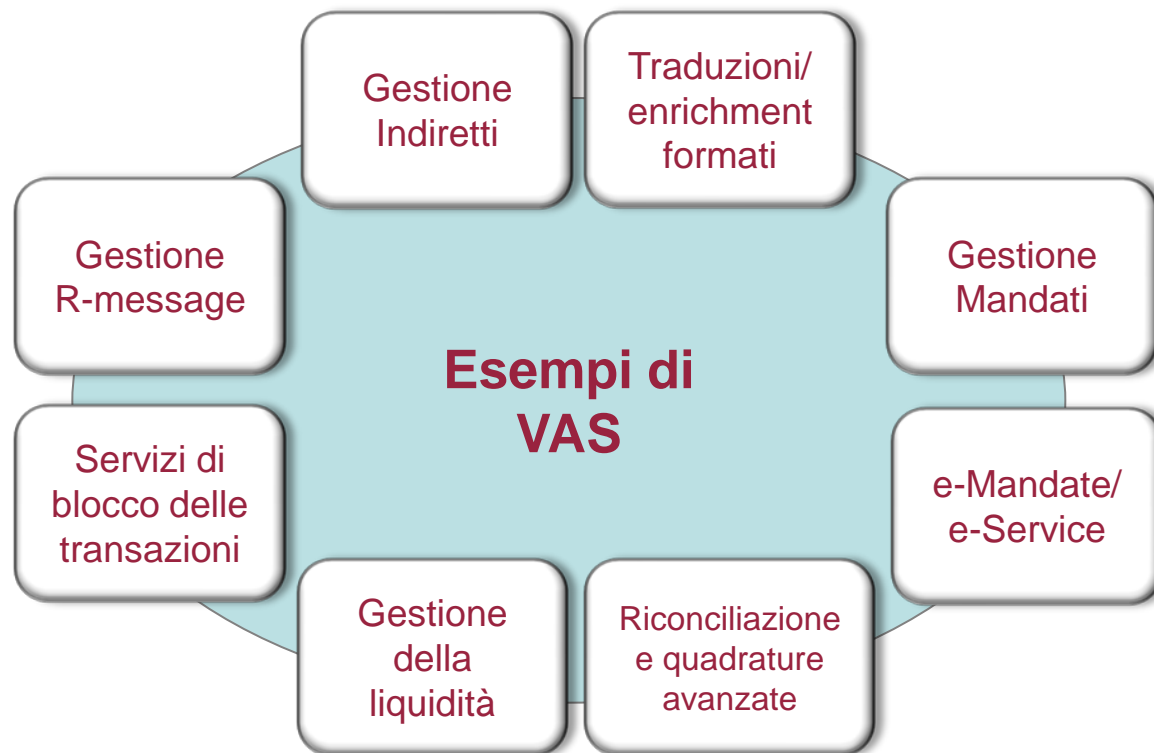 Gestione
Indiretti
Traduzioni/
enrichment
formati
Gestione
R-message
Gestione
Mandati
Esempi di
VAS
Servizi di
blocco delle
transazioni
e-Mandate/
e-Service
Gestione
della
liquidità
Riconciliazione
e quadrature
avanzate